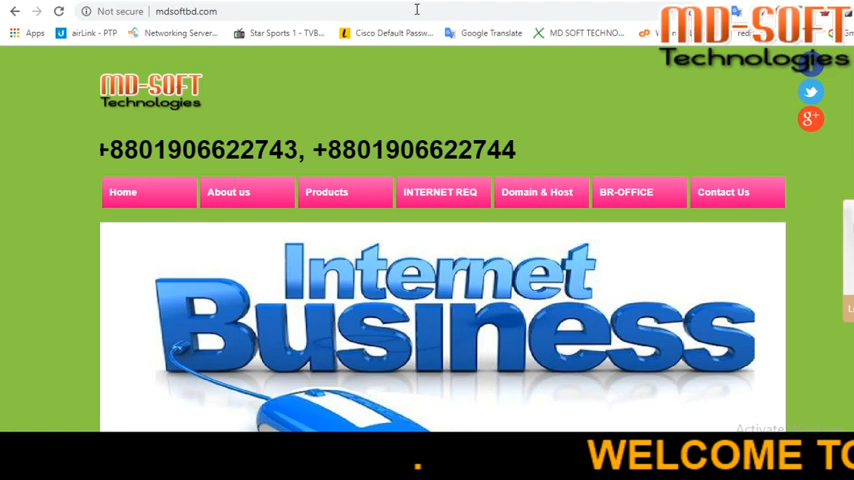 Not secure | mdsoftbd.com
Apps airLink - PTP Networking Server... Star Sports 1 - TVB... Cisco Default Passw... Google Translate MD SOFT TECHNO...
MD-SOFT
Technologies
MD-SOFT
Technologies
+8801906622743, +8801906622744
Home About us Products INTERNET REQ Domain & Host BR-OFFICE Contact Us
Internet
Business
Activate
. WELCOME TO